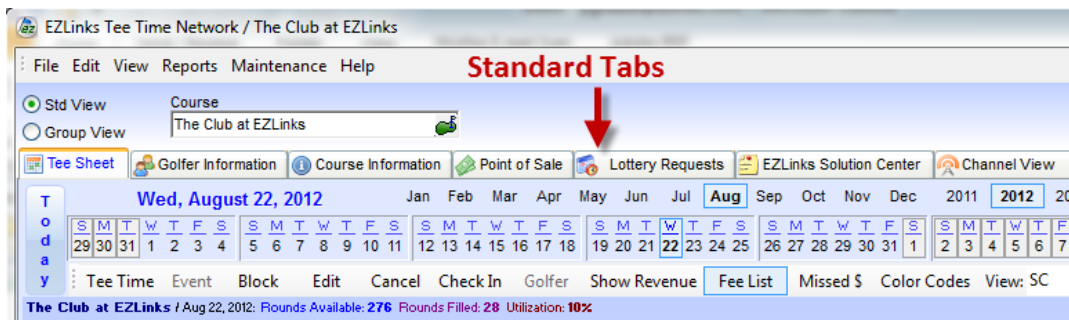 EZLinks Tee Time Network / The Club at EZLinks
File Edit View Reports Maintenance Help
Standard Tabs
Std View Course
Group View The Club at EZLinks
Tee Sheet Golfer Information Course Information Point of Sale Lottery Requests EZLinks Solution Center Channel View
Today
Wed, August 22, 2012 Jan Feb Mar Apr May Jun Jul Aug Sep Oct Nov Dec 2011 2012 20
S M T W T F S S M T W T F S S M T W T F S S M T W T F S S M T W T F S S M T W T F
29 30 31 1 2 3 4 5 6 7 8 9 10 11 12 13 14 15 16 17 18 19 20 21 22 23 24 25 26 27 28 29 30 31 1 2 3 4 5 6 7
Tee Time Event Block Edit Cancel Check In Golfer Show Revenue Fee List Missed $ Color Codes View: SC
The Club at EZLinks / Aug 22, 2012: Rounds Available: 276 Rounds Filled: 28 Utilization: 10%